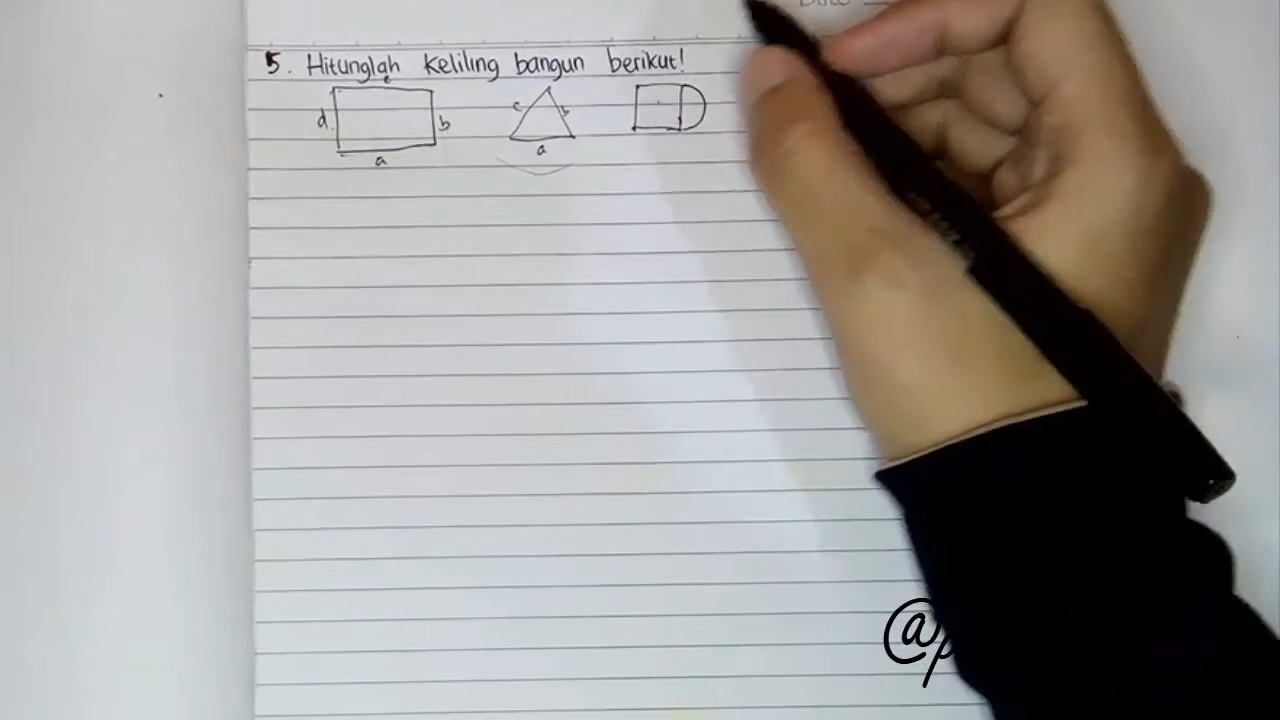 5. Hitunglah keliling bangun berikut!
c
d b c b
a a